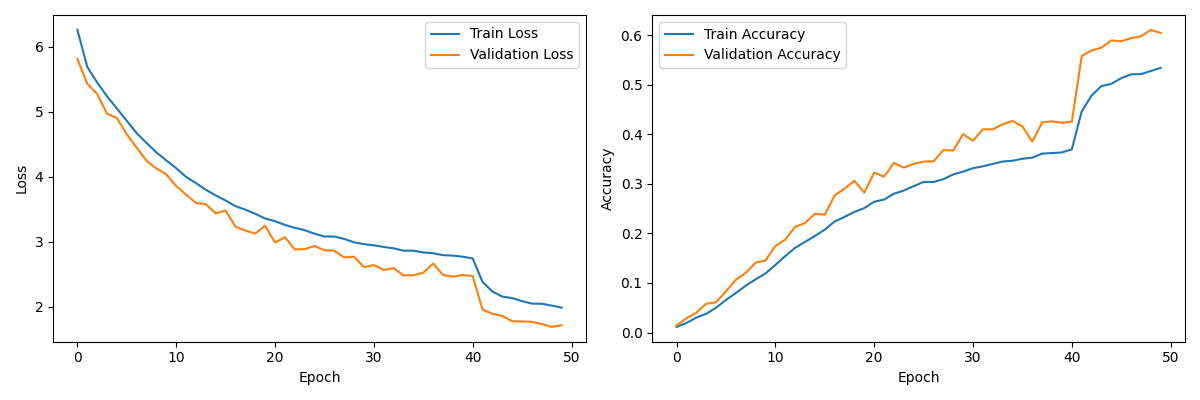 Train Loss
Validation Loss
6
5
4
3
2
Loss
0 10 20 30 40 50
Epoch
Train Accuracy
Validation Accuracy
0.6
0.5
0.4
0.3
0.2
0.1
0.0
Accuracy
0 10 20 30 40 50
Epoch